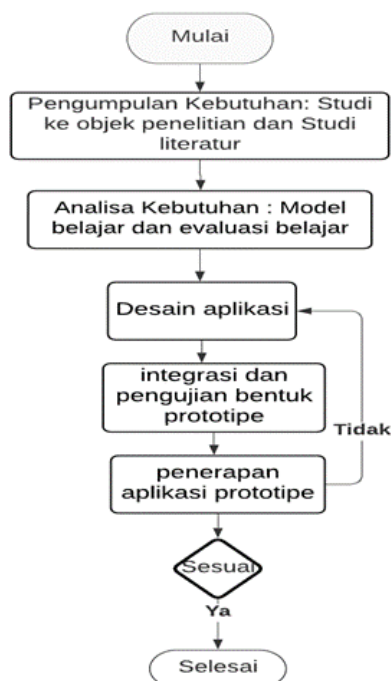 Mulai
Pengumpulan Kebutuhan: Studi
ke objek penelitian dan Studi
literatur
Analisa Kebutuhan : Model
belajar dan evaluasi belajar
Desain aplikasi
integrasi dan
pengujian bentuk
prototipe
Tidak
penerapan
aplikasi prototipe
Sesuai
Ya
Selesai